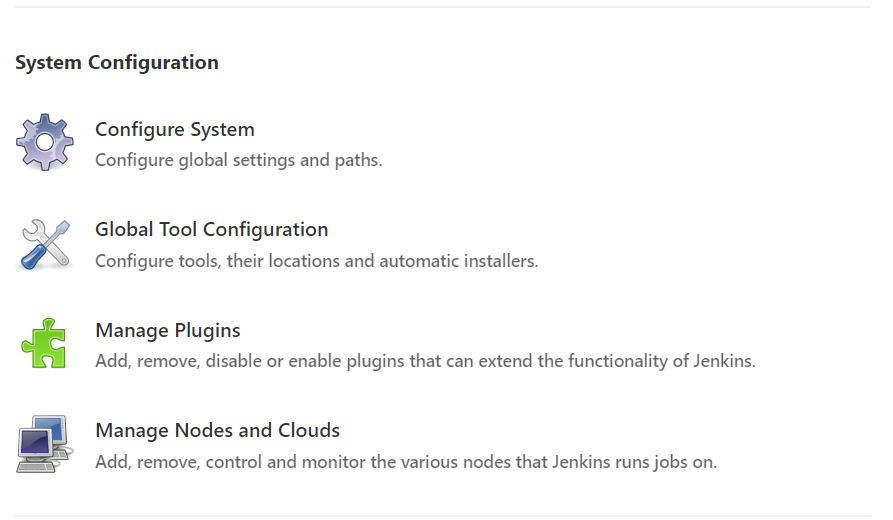 System Configuration
Configure System
Configure global settings and paths.
Global Tool Configuration
Configure tools, their locations and automatic installers.
Manage Plugins
Add, remove, disable or enable plugins that can extend the functionality of Jenkins.
Manage Nodes and Clouds
Add, remove, control and monitor the various nodes that Jenkins runs jobs on.